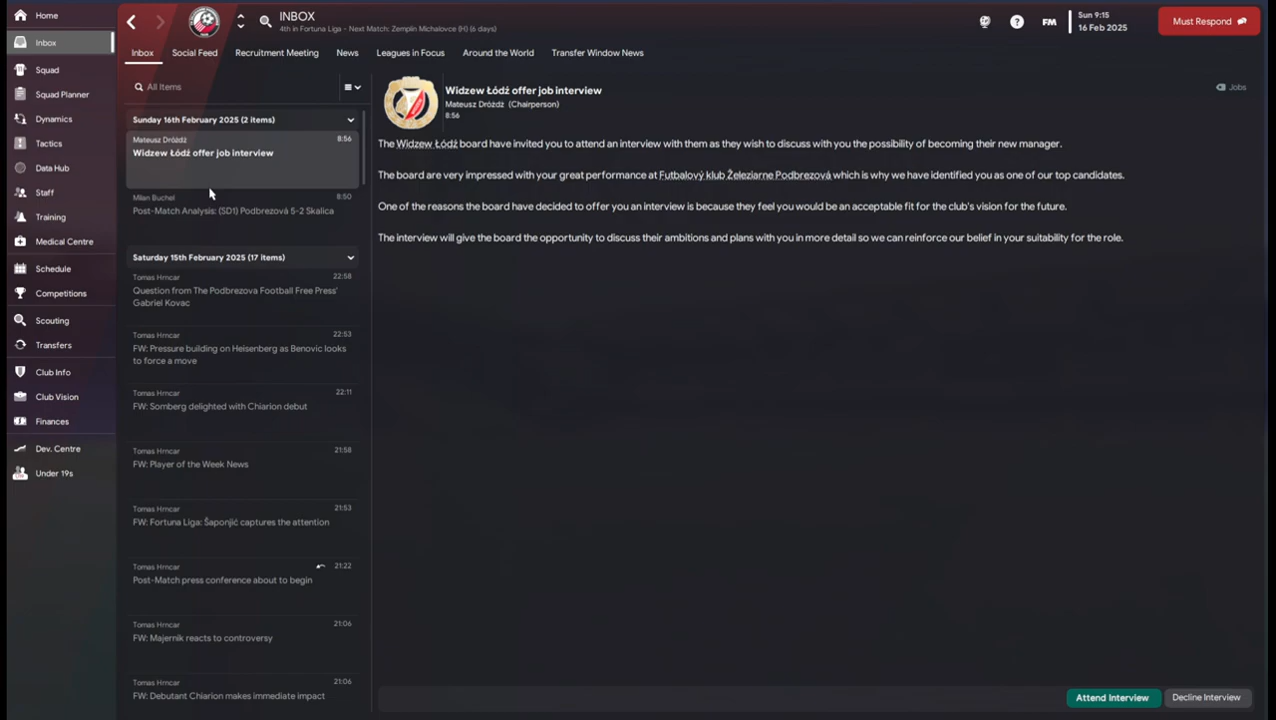 Home
Inbox
Squad
Squad Planner
Dynamics
Tactics
Data Hub
Staff
Training
Medical Centre
Schedule
Competitions
Scouting
Transfers
Club Info
Club Vision
Finances
Dev. Centre
Under 19s
INBOX
4th in Fortuna Liga - Next Match: Zemplín Michalovce (H) (6 days)
FM
Sun 9:15
16 Feb 2025
Must Respond
Inbox
Social Feed
Recruitment Meeting
News
Leagues in Focus
Around the World
Transfer Window News
All Items
Sunday 16th February 2025 (2 items)
Mateusz Dróżdż 8:56
Widzew Łódź offer job interview
Milan Buchel 8:50
Post-Match Analysis: (SD1) Podbrezová 5-2 Skalica
Saturday 15th February 2025 (17 items)
Tomas Hrncar 22:58
Question from The Podbrezova Football Free Press'
Gabriel Kovac
Tomas Hrncar 22:53
FW: Pressure building on Heisenberg as Benovic looks
to force a move
Tomas Hrncar 22:11
FW: Somberg delighted with Chiarion debut
Tomas Hrncar 21:58
FW: Player of the Week News
Tomas Hrncar 21:53
FW: Fortuna Liga: Šaponjić captures the attention
Tomas Hrncar 21:22
Post-Match press conference about to begin
Tomas Hrncar 21:06
FW: Majernik reacts to controversy
Tomas Hrncar 21:06
FW: Debutant Chiarion makes immediate impact
Widzew Łódź offer job interview
Mateusz Dróżdż (Chairperson)
8:56
Jobs
The Widzew Łódź board have invited you to attend an interview with them as they wish to discuss with you the possibility of becoming their new manager.
The board are very impressed with your great performance at Futbalový klub Železiarne Podbrezová which is why we have identified you as one of our top candidates.
One of the reasons the board have decided to offer you an interview is because they feel you would be an acceptable fit for the club's vision for the future.
The interview will give the board the opportunity to discuss their ambitions and plans with you in more detail so we can reinforce our belief in your suitability for the role.
Attend Interview
Decline Interview